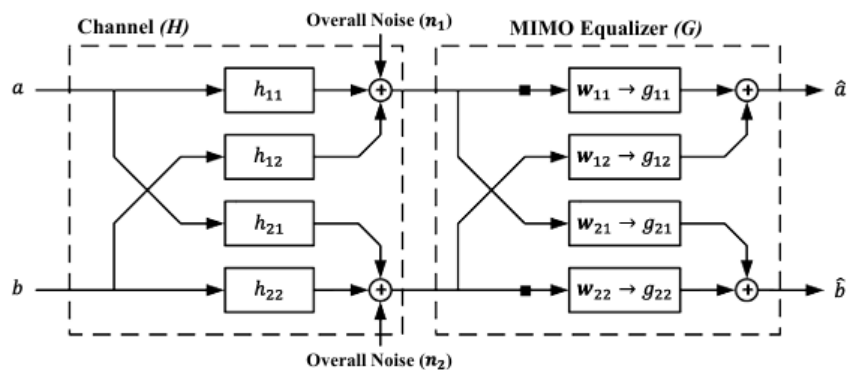 Overall Noise (n₁)
Channel (H)
MIMO Equalizer (G)
a
h₁₁
+
w₁₁ → g₁₁
+
â
h₁₂
w₁₂ → g₁₂
h₂₁
w₂₁ → g₂₁
b
h₂₂
+
w₂₂ → g₂₂
+
b̂
Overall Noise (n₂)